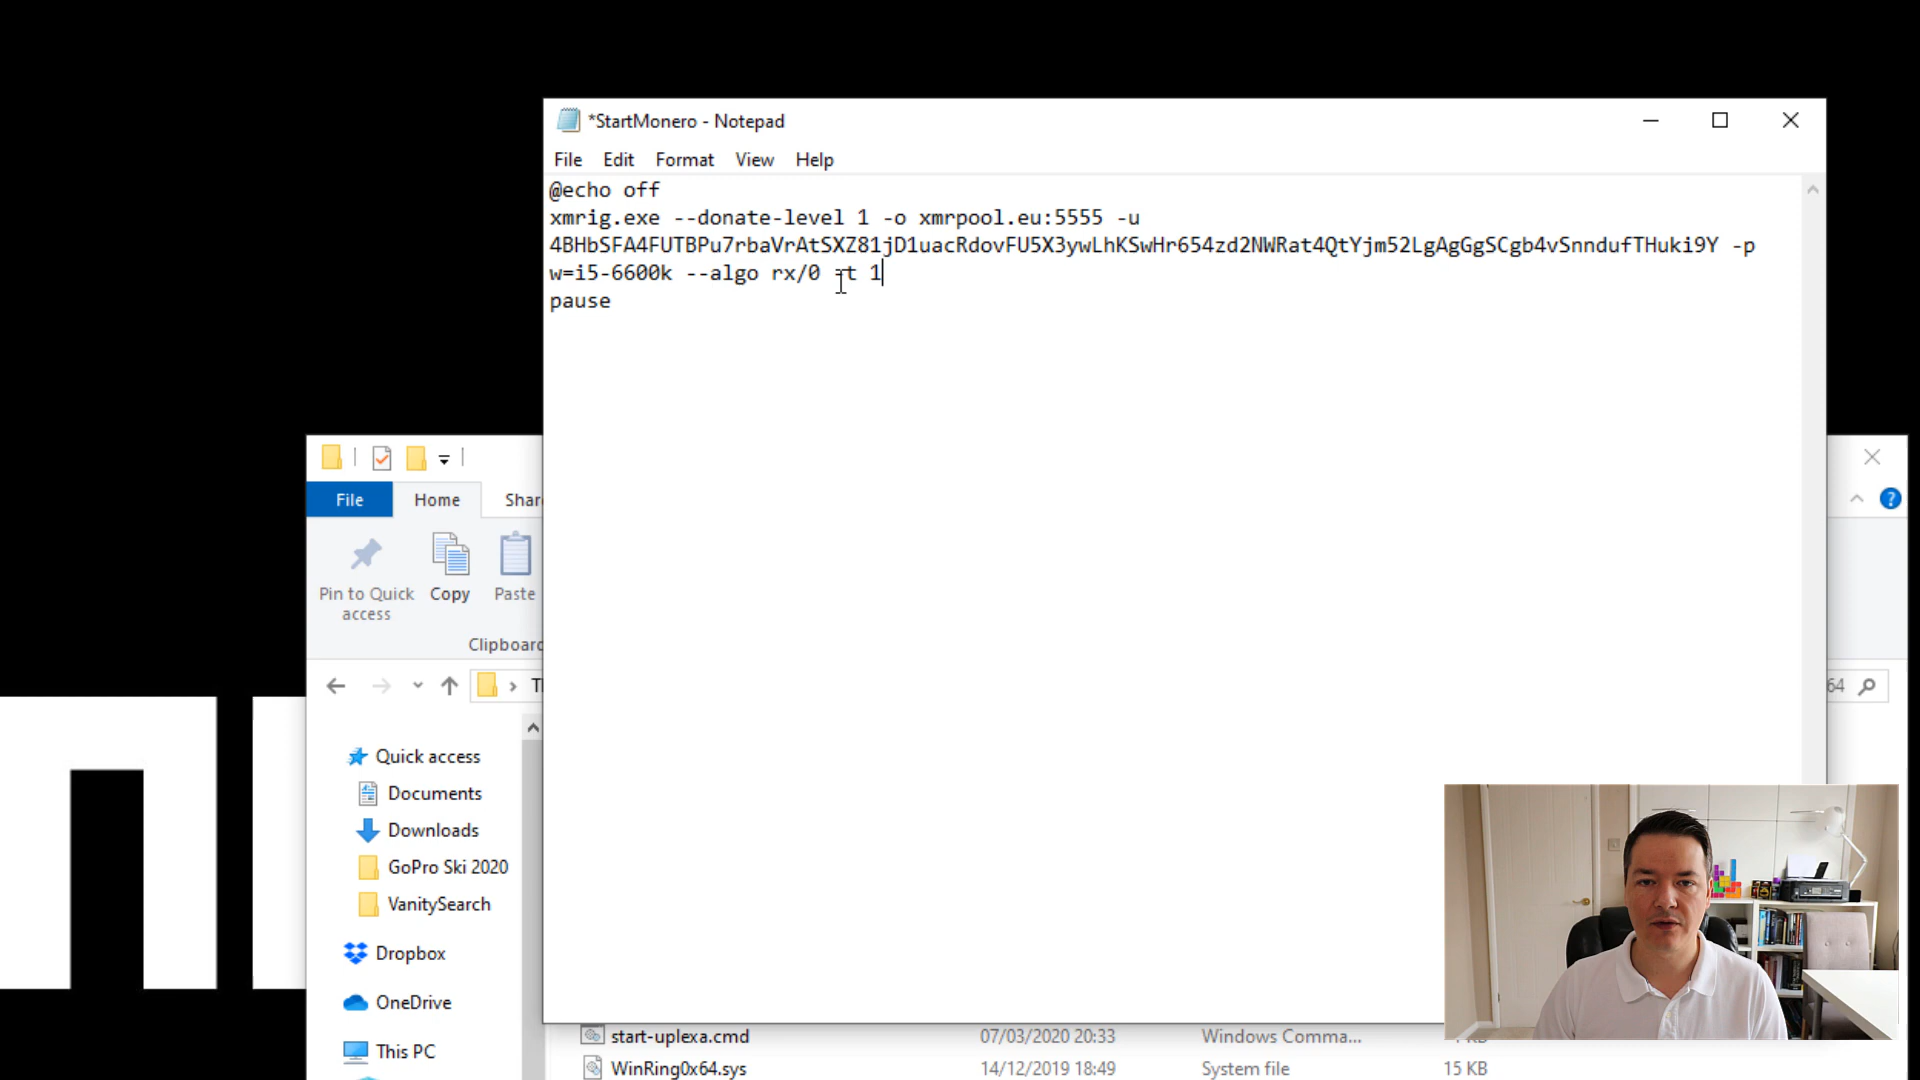 *StartMonero - Notepad
File Edit Format View Help
@echo off
xmrig.exe --donate-level 1 -o xmrpool.eu:5555 -u
4BHbSFA4FUTBPu7rbaVrAtSXZ81jD1uacRdovFU5X3ywLhKSwHr654zd2NWRat4QtYjm52LgAgGgSCgb4vSnndufTHuki9Y -p
w=i5-6600k --algo rx/0 -t 1
pause
File Home Shar
Pin to Quick access
Copy
Paste
Clipboard
64
Quick access
Documents
Downloads
GoPro Ski 2020
VanitySearch
Dropbox
OneDrive
This PC
start-uplexa.cmd 07/03/2020 20:33 Windows Comma...
WinRing0x64.sys 14/12/2019 18:49 System file 15 KB